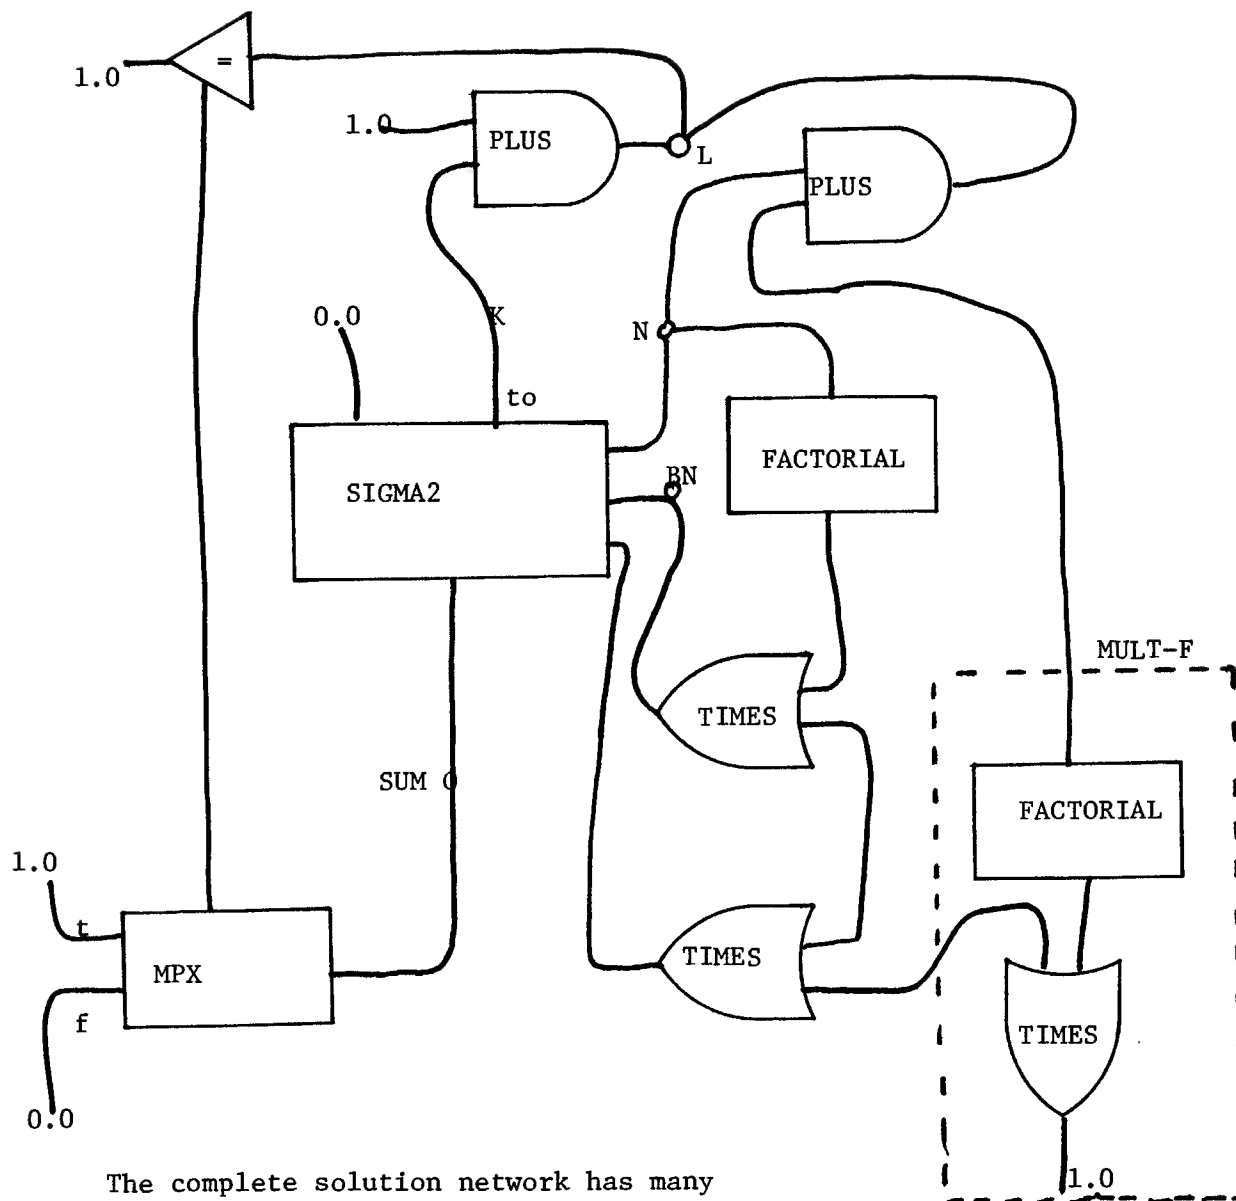 =
1.0
1.0
PLUS
L
PLUS
0.0
K
N
to
BN
FACTORIAL
SIGMA2
MULT-F
TIMES
SUM O
FACTORIAL
1.0
t
TIMES
MPX
f
TIMES
0.0
The complete solution network has many
1.0